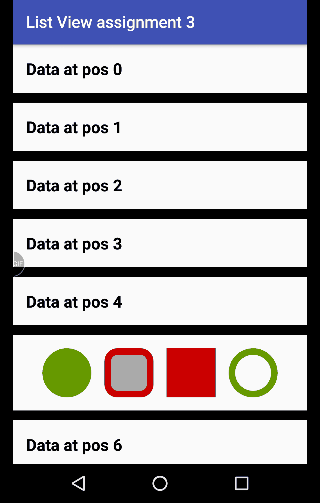 List View assignment 3
Data at pos 0
Data at pos 1
Data at pos 2
Data at pos 3
Data at pos 4
Data at pos 6